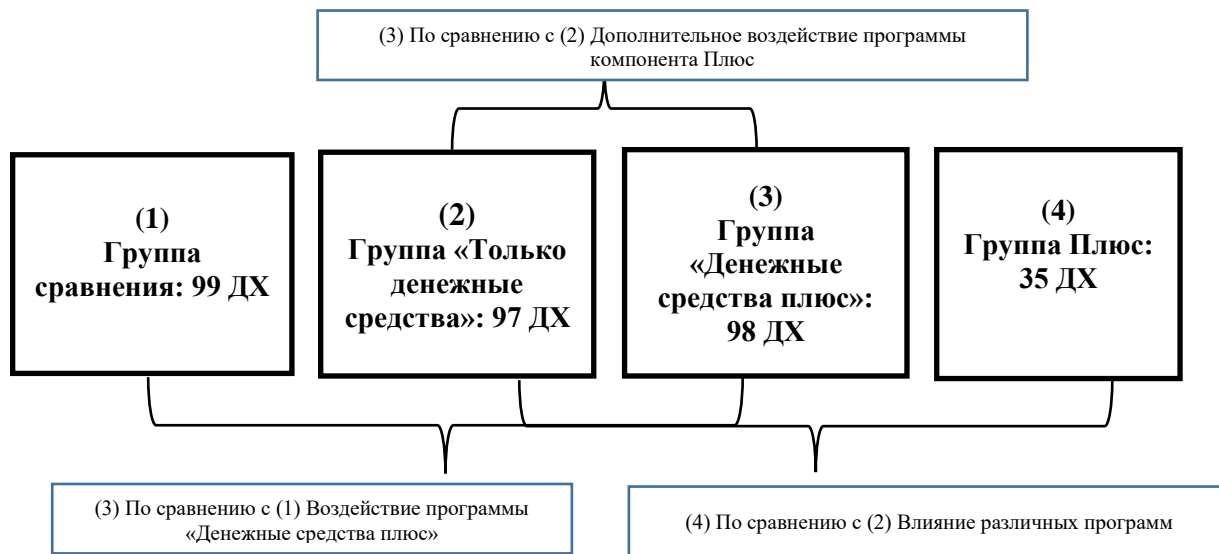 (3) По сравнению с (2) Дополнительное воздействие программы
компонента Плюс
(1)
Группа
сравнения: 99 ДХ
(2)
Группа «Только
денежные
средства»: 97 ДХ
(3)
Группа
«Денежные
средства плюс»:
98 ДХ
(4)
Группа Плюс:
35 ДХ
(3) По сравнению с (1) Воздействие программы
«Денежные средства плюс»
(4) По сравнению с (2) Влияние различных программ